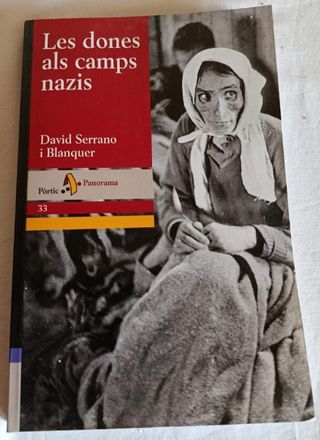 Les dones
als camps
nazis
David Serrano
i Blanquer
Pòrtic Panorama
33